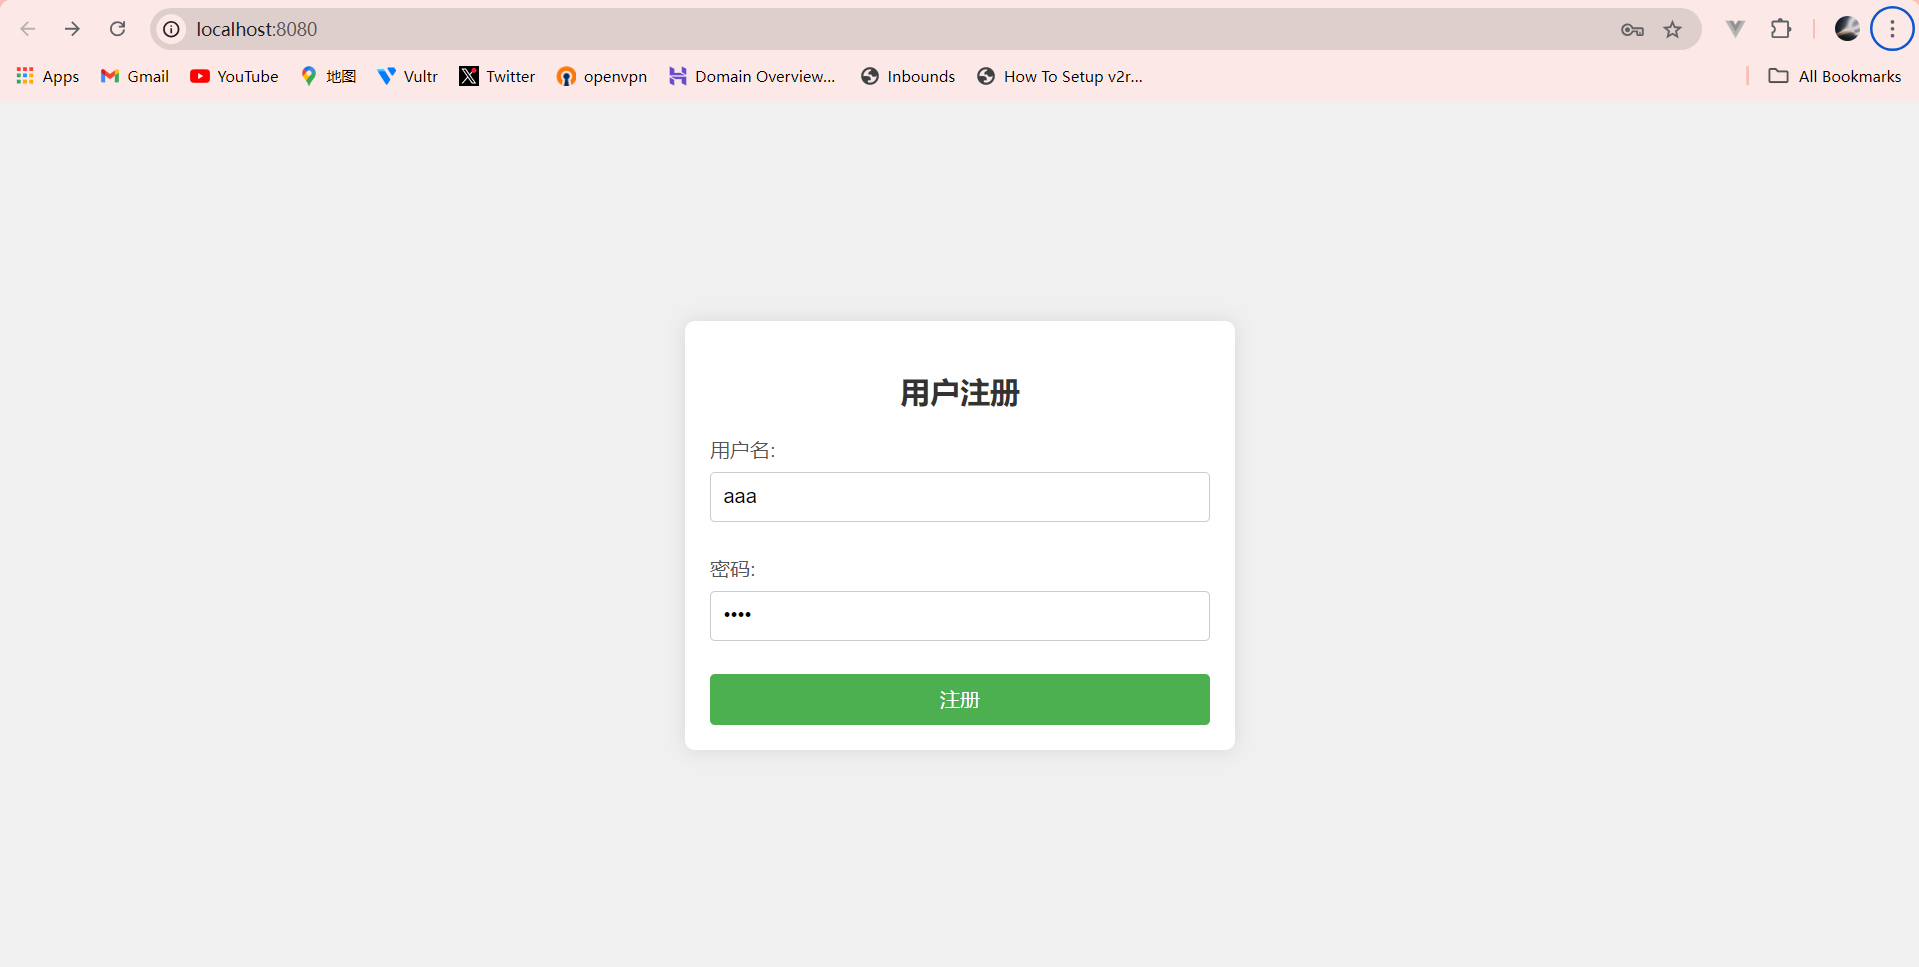 localhost:8080
Apps Gmail YouTube 地图 Vultr Twitter openvpn Domain Overview... Inbounds How To Setup v2r... All Bookmarks
用户注册
用户名:
aaa
密码:
••••
注册